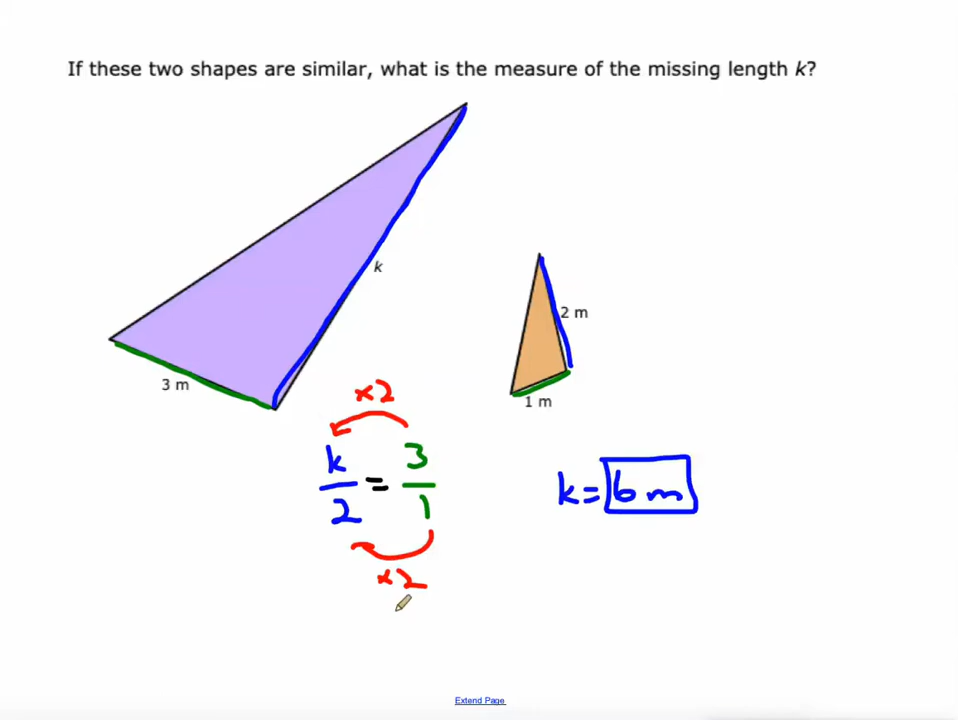 If these two shapes are similar, what is the measure of the missing length k?
k
2 m
3 m
1 m
×2
k/2 = 3/1
k = 6 m
×2
Extend Page